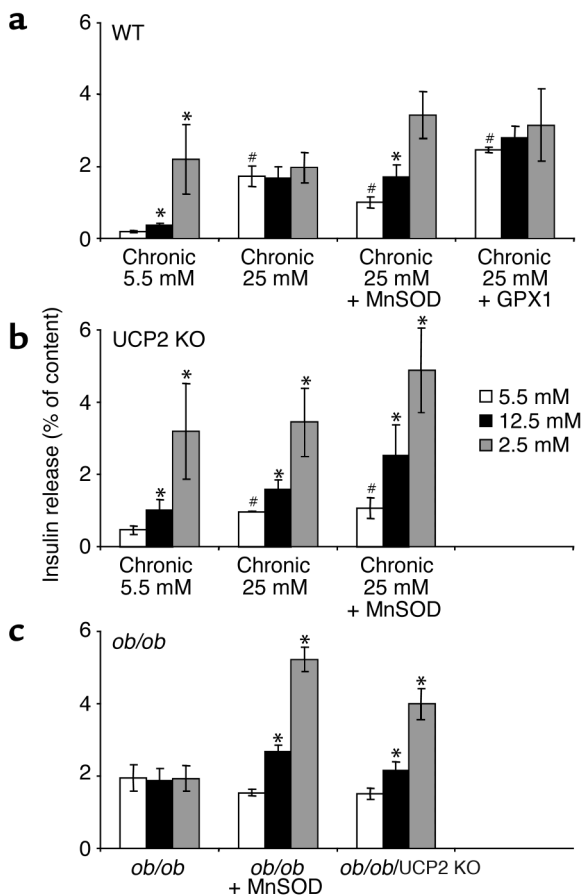 a
WT
6
4
2
0
*
*
#
#
*
#
Chronic 5.5 mM
Chronic 25 mM
Chronic 25 mM + MnSOD
Chronic 25 mM + GPX1
b
UCP2 KO
6
4
2
0
*
*
#
*
*
#
*
*
5.5 mM
12.5 mM
2.5 mM
Insulin release (% of content)
Chronic 5.5 mM
Chronic 25 mM
Chronic 25 mM + MnSOD
c
ob/ob
6
4
2
0
*
*
*
*
ob/ob
ob/ob + MnSOD
ob/ob/UCP2 KO